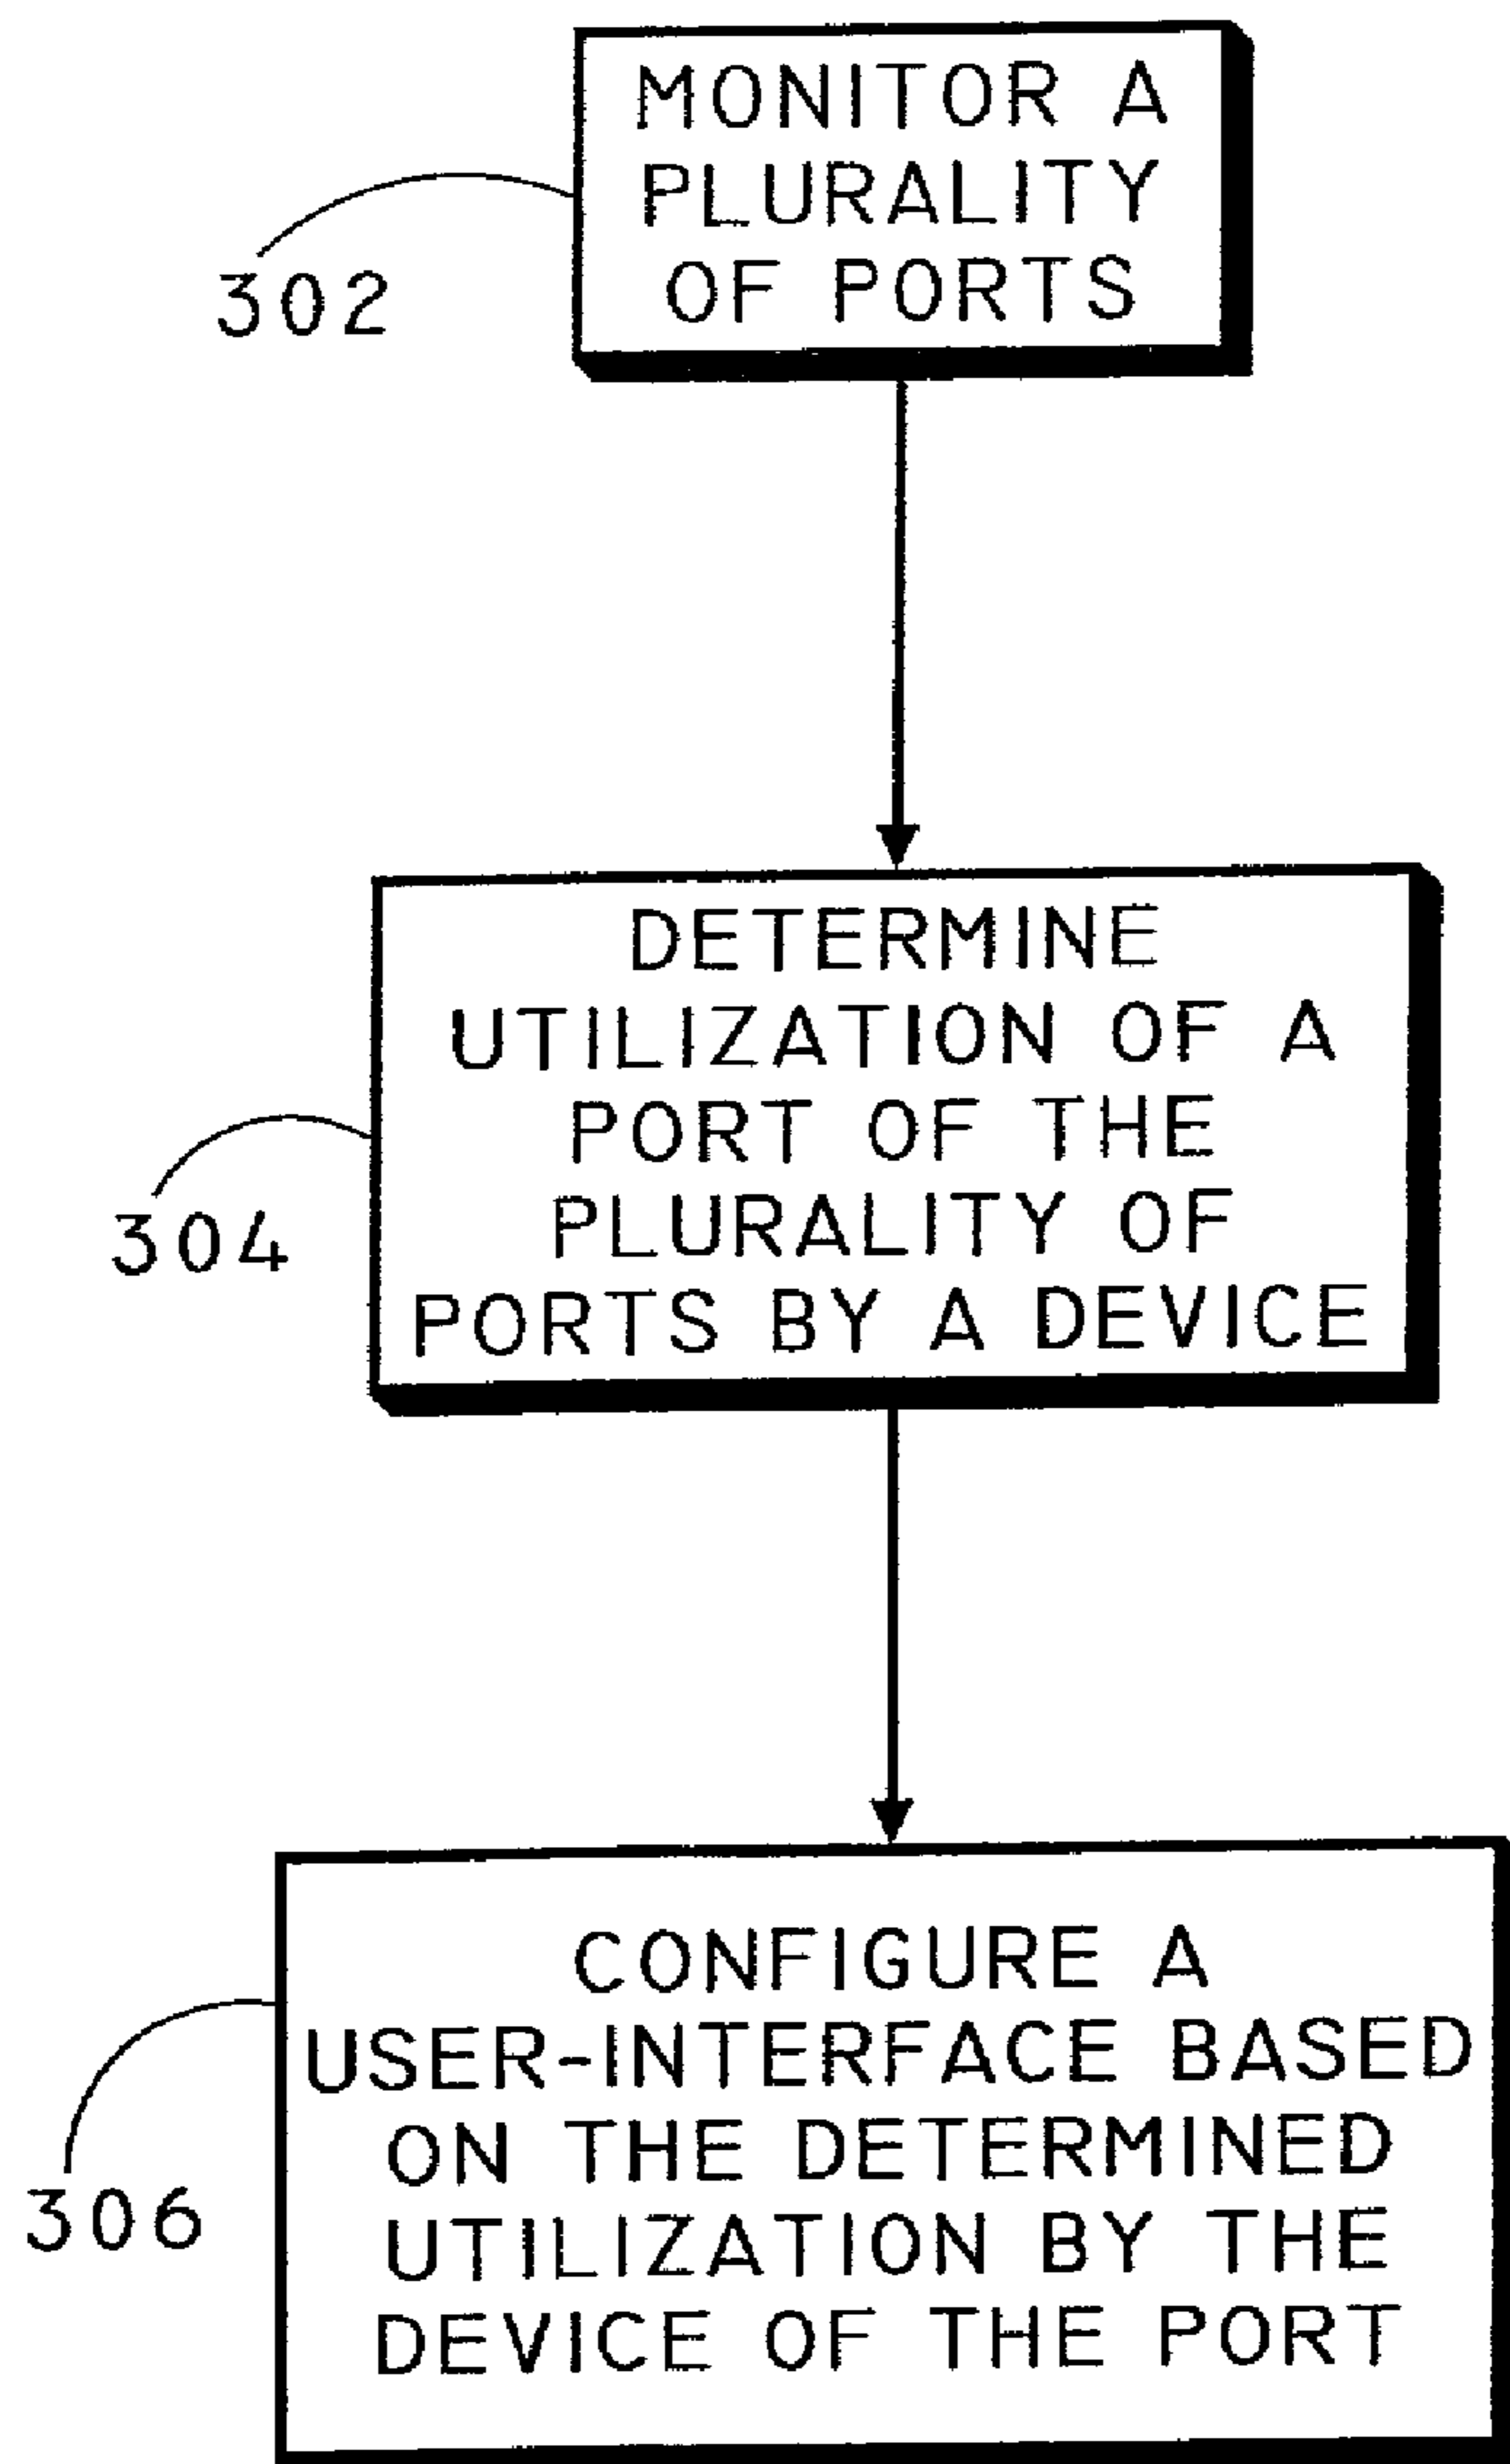 MONITOR A
PLURALITY
OF PORTS
302
DETERMINE
UTILIZATION OF A
PORT OF THE
PLURALITY OF
PORTS BY A DEVICE
304
CONFIGURE A
USER-INTERFACE BASED
ON THE DETERMINED
UTILIZATION BY THE
DEVICE OF THE PORT
306